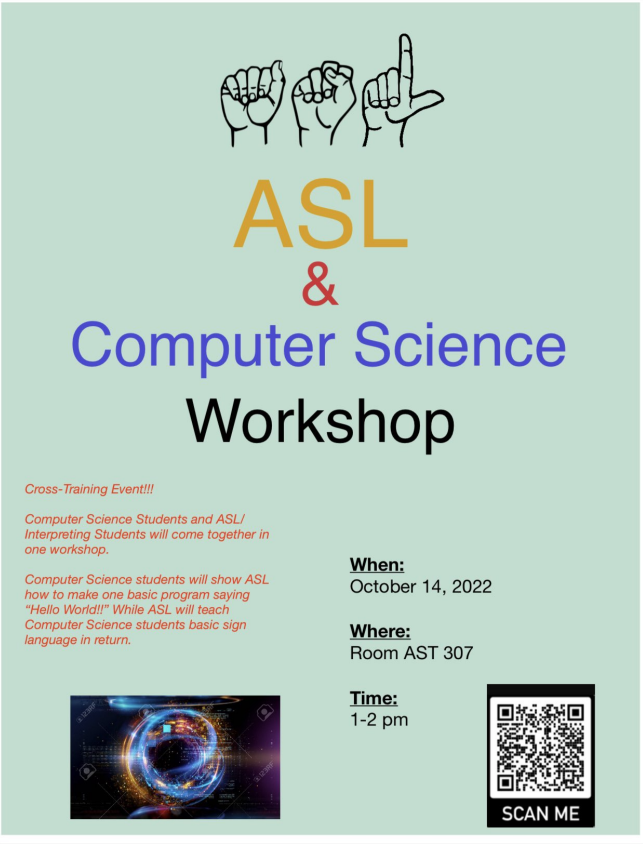 ASL
&
Computer Science
Workshop
Cross-Training Event!!!
Computer Science Students and ASL/
Interpreting Students will come together in
one workshop.
Computer Science students will show ASL
how to make one basic program saying
“Hello World!!” While ASL will teach
Computer Science students basic sign
language in return.
When:
October 14, 2022
Where:
Room AST 307
Time:
1-2 pm
SCAN ME